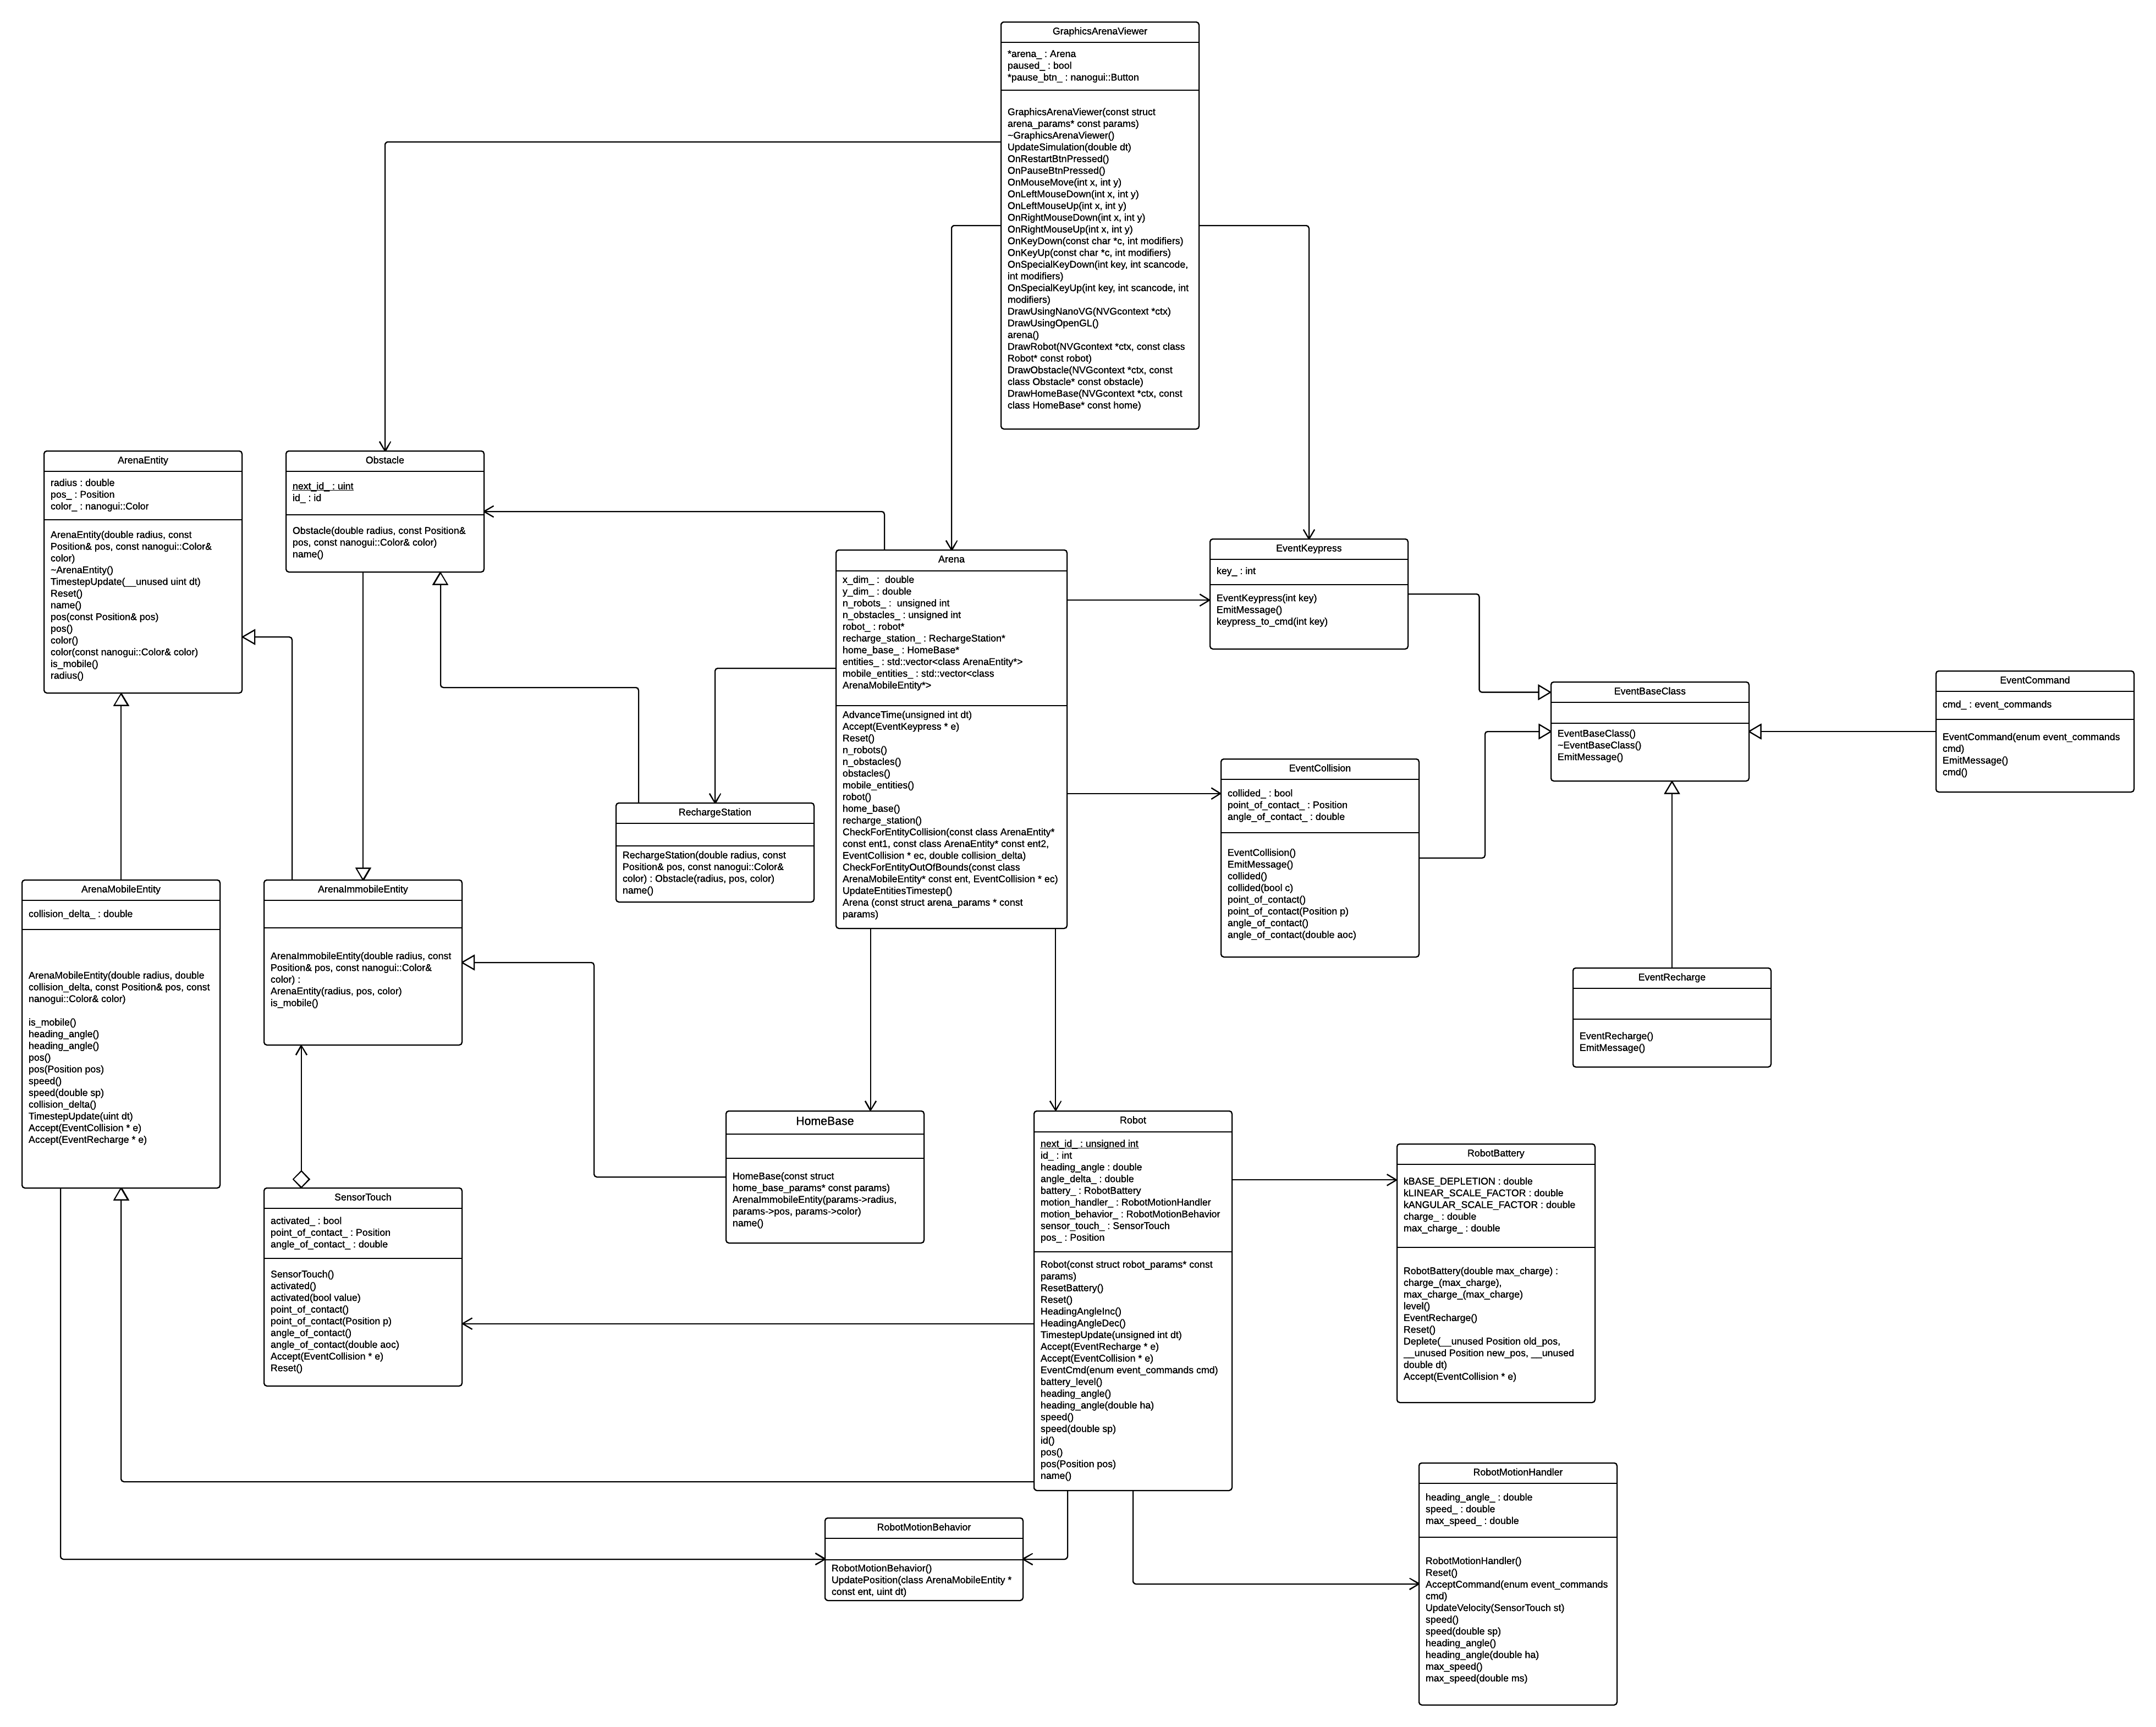 GraphicsArenaViewer
*arena_ : Arena
paused_ : bool
*pause_btn_ : nanogui::Button
GraphicsArenaViewer(const struct
arena_params* const params)
~GraphicsArenaViewer()
UpdateSimulation(double dt)
OnRestartBtnPressed()
OnPauseBtnPressed()
OnMouseMove(int x, int y)
OnLeftMouseDown(int x, int y)
OnLeftMouseUp(int x, int y)
OnRightMouseDown(int x, int y)
OnRightMouseUp(int x, int y)
OnKeyDown(const char *c, int modifiers)
OnKeyUp(const char *c, int modifiers)
OnSpecialKeyDown(int key, int scancode,
int modifiers)
OnSpecialKeyUp(int key, int scancode, int
modifiers)
DrawUsingNanoVG(NVGcontext *ctx)
DrawUsingOpenGL()
arena()
DrawRobot(NVGcontext *ctx, const class
Robot* const robot)
DrawObstacle(NVGcontext *ctx, const
class Obstacle* const obstacle)
DrawHomeBase(NVGcontext *ctx, const
class HomeBase* const home)
ArenaEntity
radius : double
pos_ : Position
color_ : nanogui::Color
ArenaEntity(double radius, const
Position& pos, const nanogui::Color&
color)
~ArenaEntity()
TimestepUpdate(__unused uint dt)
Reset()
name()
pos(const Position& pos)
pos()
color()
color(const nanogui::Color& color)
is_mobile()
radius()
Obstacle
next_id_ : uint
id_ : id
Obstacle(double radius, const Position&
pos, const nanogui::Color& color)
name()
Arena
x_dim_ :  double
y_dim_ : double
n_robots_ :  unsigned int
n_obstacles_ : unsigned int
robot_ : robot*
recharge_station_ : RechargeStation*
home_base_ : HomeBase*
entities_ : std::vector<class ArenaEntity*>
mobile_entities_ : std::vector<class
ArenaMobileEntity*>
AdvanceTime(unsigned int dt)
Accept(EventKeypress * e)
Reset()
n_robots()
n_obstacles()
obstacles()
mobile_entities()
robot()
home_base()
recharge_station()
CheckForEntityCollision(const class ArenaEntity*
const ent1, const class ArenaEntity* const ent2,
EventCollision * ec, double collision_delta)
CheckForEntityOutOfBounds(const class
ArenaMobileEntity* const ent, EventCollision * ec)
UpdateEntitiesTimestep()
Arena (const struct arena_params * const
params)
EventKeypress
key_ : int
EventKeypress(int key)
EmitMessage()
keypress_to_cmd(int key)
EventBaseClass
EventBaseClass()
~EventBaseClass()
EmitMessage()
EventCommand
cmd_ : event_commands
EventCommand(enum event_commands
cmd)
EmitMessage()
cmd()
EventCollision
collided_ : bool
point_of_contact_ : Position
angle_of_contact_ : double
EventCollision()
EmitMessage()
collided()
collided(bool c)
point_of_contact()
point_of_contact(Position p)
angle_of_contact()
angle_of_contact(double aoc)
RechargeStation
RechargeStation(double radius, const
Position& pos, const nanogui::Color&
color) : Obstacle(radius, pos, color)
name()
ArenaMobileEntity
collision_delta_ : double
ArenaMobileEntity(double radius, double
collision_delta, const Position& pos, const
nanogui::Color& color)
is_mobile()
heading_angle()
heading_angle()
pos()
pos(Position pos)
speed()
speed(double sp)
collision_delta()
TimestepUpdate(uint dt)
Accept(EventCollision * e)
Accept(EventRecharge * e)
ArenaImmobileEntity
ArenaImmobileEntity(double radius, const
Position& pos, const nanogui::Color&
color) :
ArenaEntity(radius, pos, color)
is_mobile()
EventRecharge
EventRecharge()
EmitMessage()
HomeBase
HomeBase(const struct
home_base_params* const params)
ArenaImmobileEntity(params->radius,
params->pos, params->color)
name()
Robot
next_id_ : unsigned int
id_ : int
heading_angle : double
angle_delta_ : double
battery_ : RobotBattery
motion_handler_ : RobotMotionHandler
motion_behavior_ : RobotMotionBehavior
sensor_touch_ : SensorTouch
pos_ : Position
Robot(const struct robot_params* const
params)
ResetBattery()
Reset()
HeadingAngleInc()
HeadingAngleDec()
TimestepUpdate(unsigned int dt)
Accept(EventRecharge * e)
Accept(EventCollision * e)
EventCmd(enum event_commands cmd)
battery_level()
heading_angle()
heading_angle(double ha)
speed()
speed(double sp)
id()
pos()
pos(Position pos)
name()
RobotBattery
kBASE_DEPLETION : double
kLINEAR_SCALE_FACTOR : double
kANGULAR_SCALE_FACTOR : double
charge_ : double
max_charge_ : double
RobotBattery(double max_charge) :
charge_(max_charge),
max_charge_(max_charge)
level()
EventRecharge()
Reset()
Deplete(__unused Position old_pos,
__unused Position new_pos, __unused
double dt)
Accept(EventCollision * e)
SensorTouch
activated_ : bool
point_of_contact_ : Position
angle_of_contact_ : double
SensorTouch()
activated()
activated(bool value)
point_of_contact()
point_of_contact(Position p)
angle_of_contact()
angle_of_contact(double aoc)
Accept(EventCollision * e)
Reset()
RobotMotionBehavior
RobotMotionBehavior()
UpdatePosition(class ArenaMobileEntity *
const ent, uint dt)
RobotMotionHandler
heading_angle_ : double
speed_ : double
max_speed_ : double
RobotMotionHandler()
Reset()
AcceptCommand(enum event_commands
cmd)
UpdateVelocity(SensorTouch st)
speed()
speed(double sp)
heading_angle()
heading_angle(double ha)
max_speed()
max_speed(double ms)